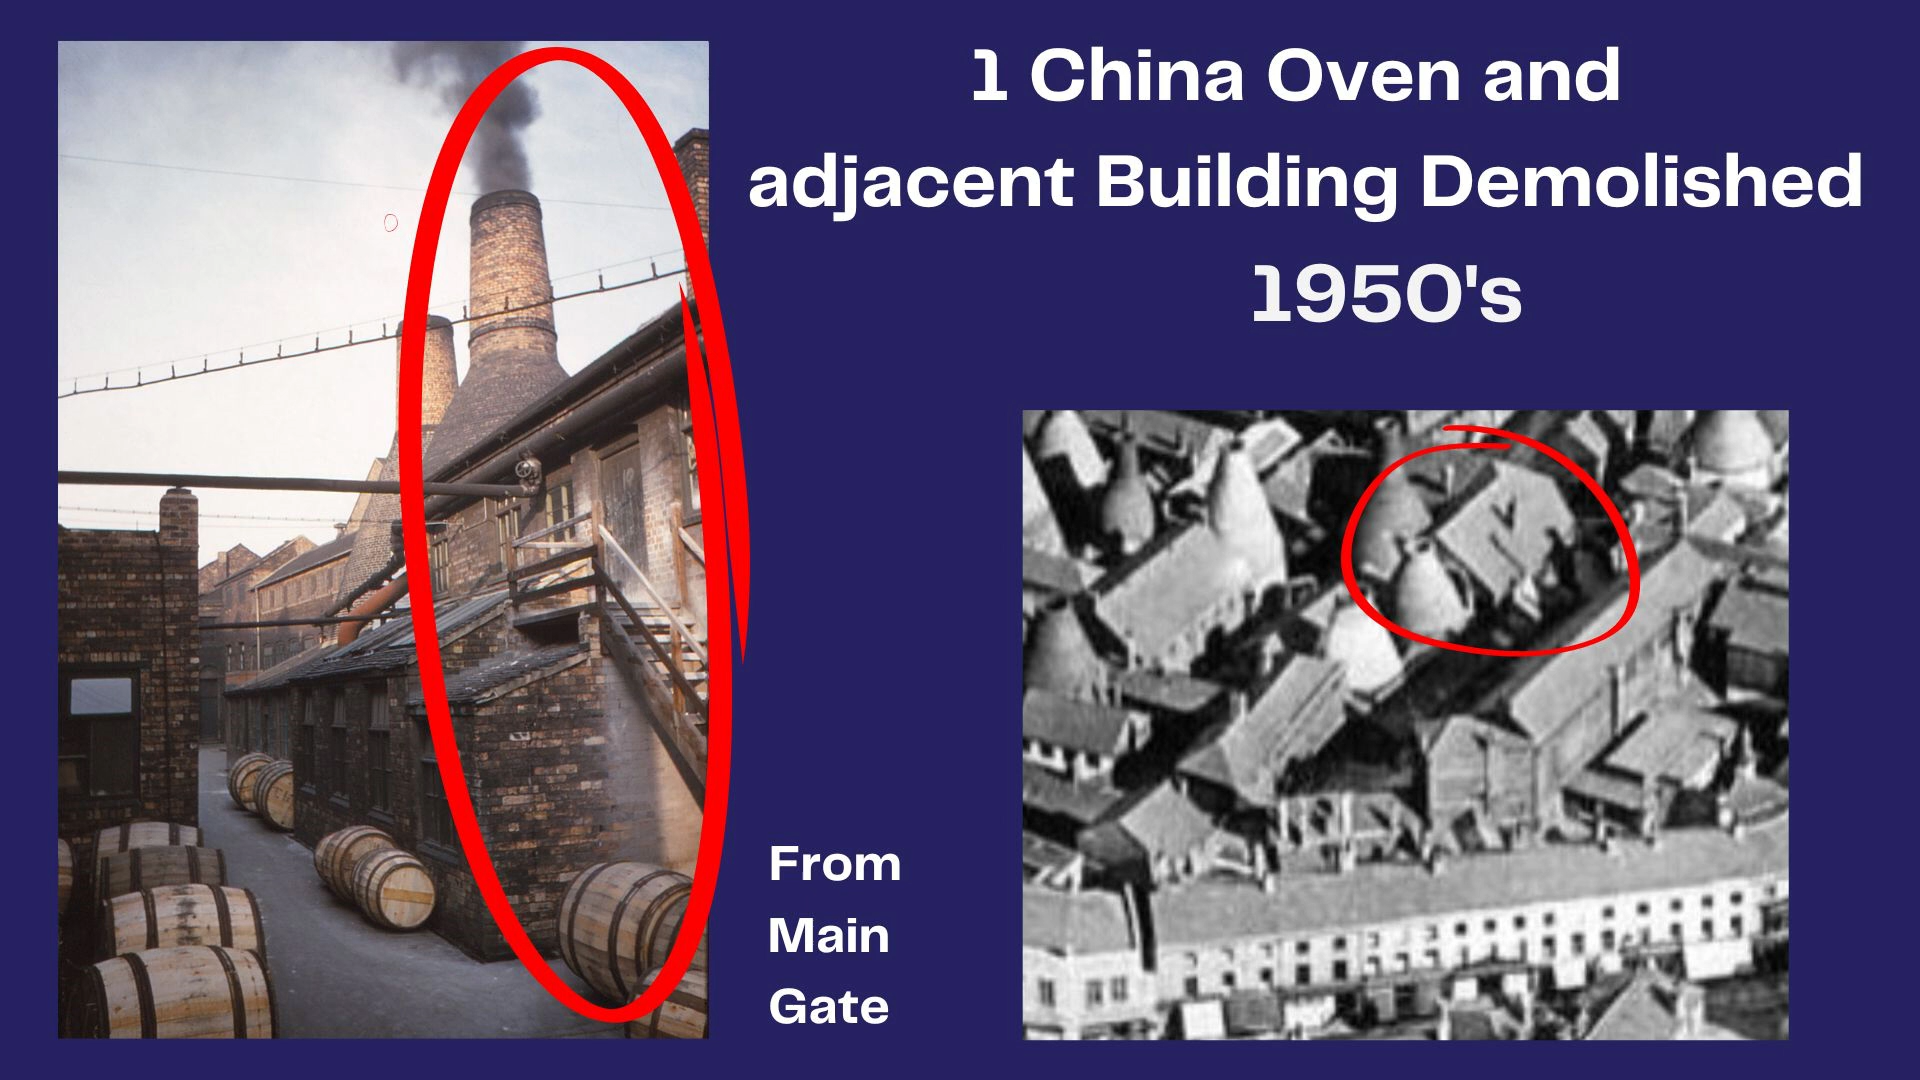 1 China Oven and
adjacent Building Demolished
1950's
From
Main
Gate